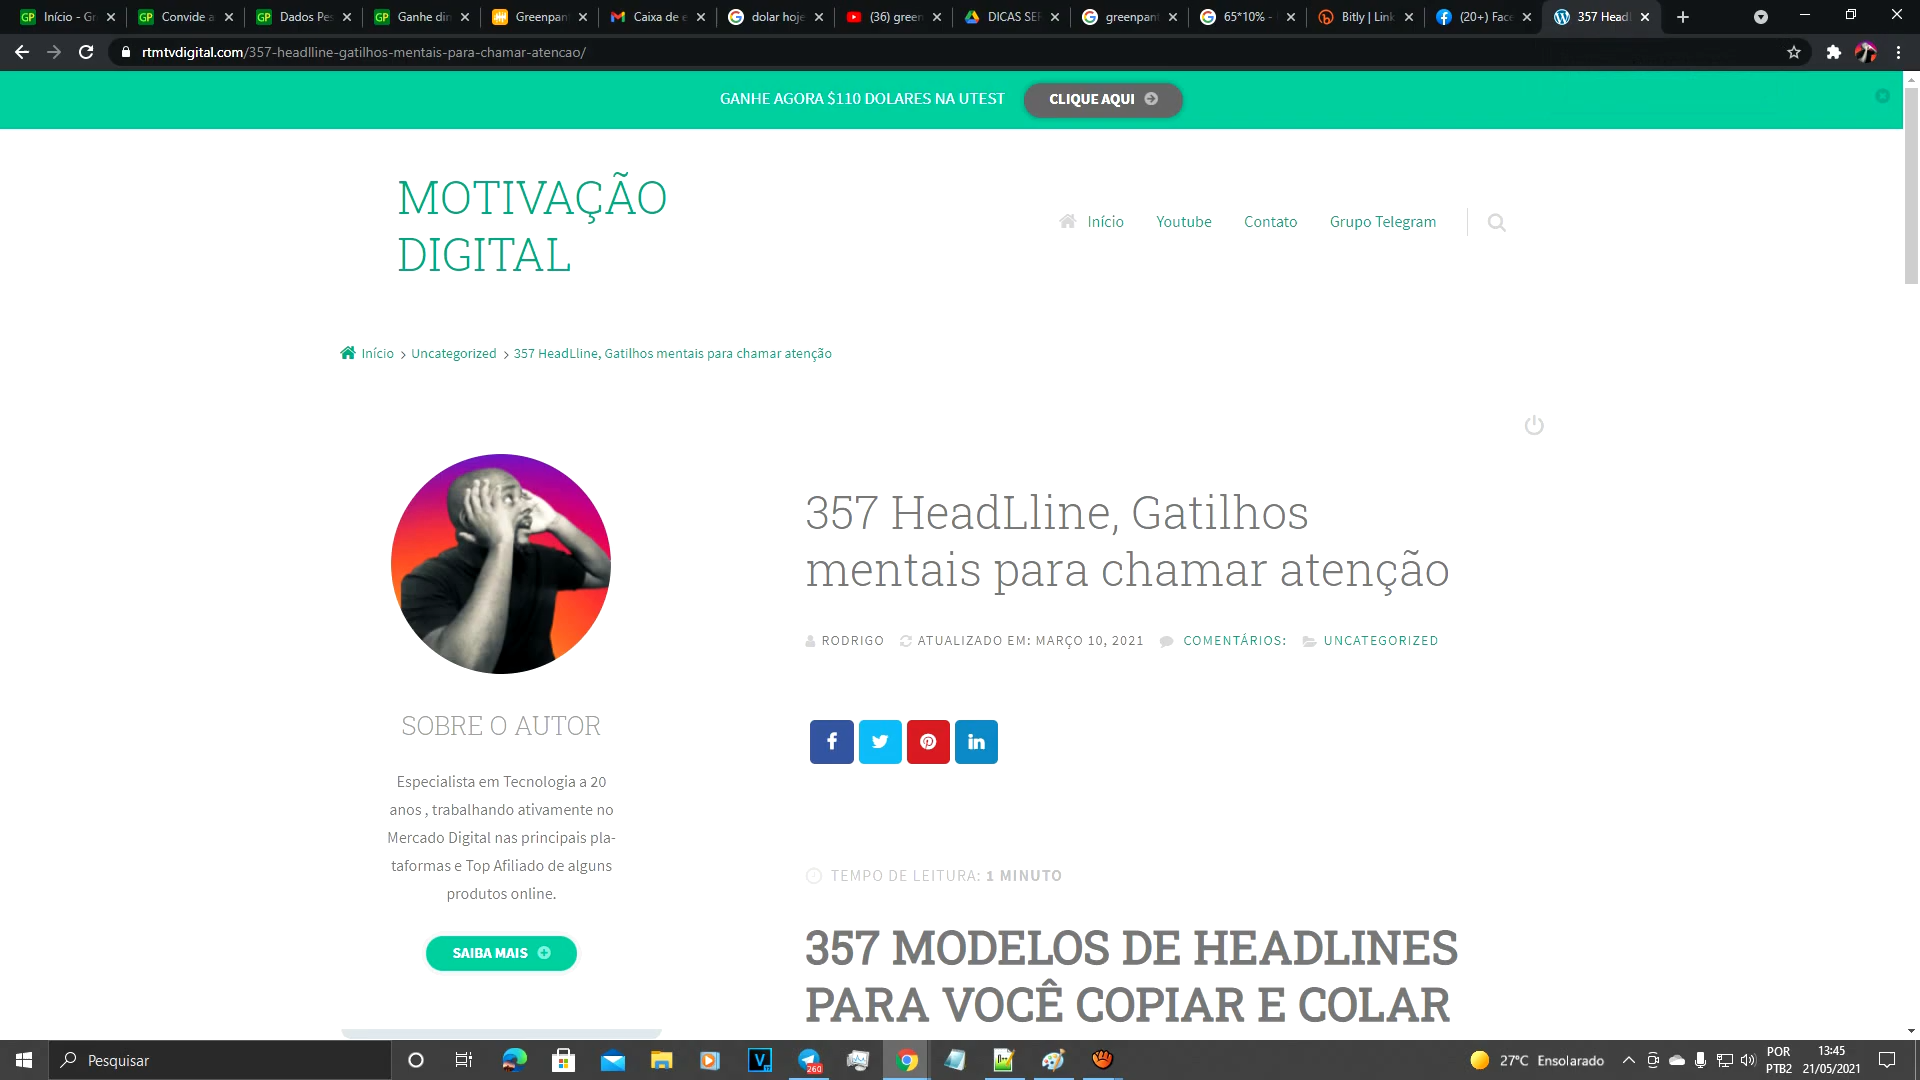 Início - Gr
Convide a
Dados Pes
Ganhe din
Greenpan
Caixa de e
dolar hoje
(36) green
DICAS SER
greenpant
65*10% -
Bitly | Link
(20+) Face
357 HeadL
rtmtvdigital.com/357-headlline-gatilhos-mentais-para-chamar-atencao/
GANHE AGORA $110 DOLARES NA UTEST
CLIQUE AQUI
MOTIVAÇÃO
DIGITAL
Início
Youtube
Contato
Grupo Telegram
Início > Uncategorized > 357 HeadLline, Gatilhos mentais para chamar atenção
357 HeadLline, Gatilhos
mentais para chamar atenção
RODRIGO ATUALIZADO EM: MARÇO 10, 2021 COMENTÁRIOS: UNCATEGORIZED
SOBRE O AUTOR
Especialista em Tecnologia a 20
anos , trabalhando ativamente no
Mercado Digital nas principais pla-
taformas e Top Afiliado de alguns
produtos online.
SAIBA MAIS
TEMPO DE LEITURA: 1 MINUTO
357 MODELOS DE HEADLINES
PARA VOCÊ COPIAR E COLAR
Pesquisar
260
27°C Ensolarado
POR
PTB2
13:45
21/05/2021